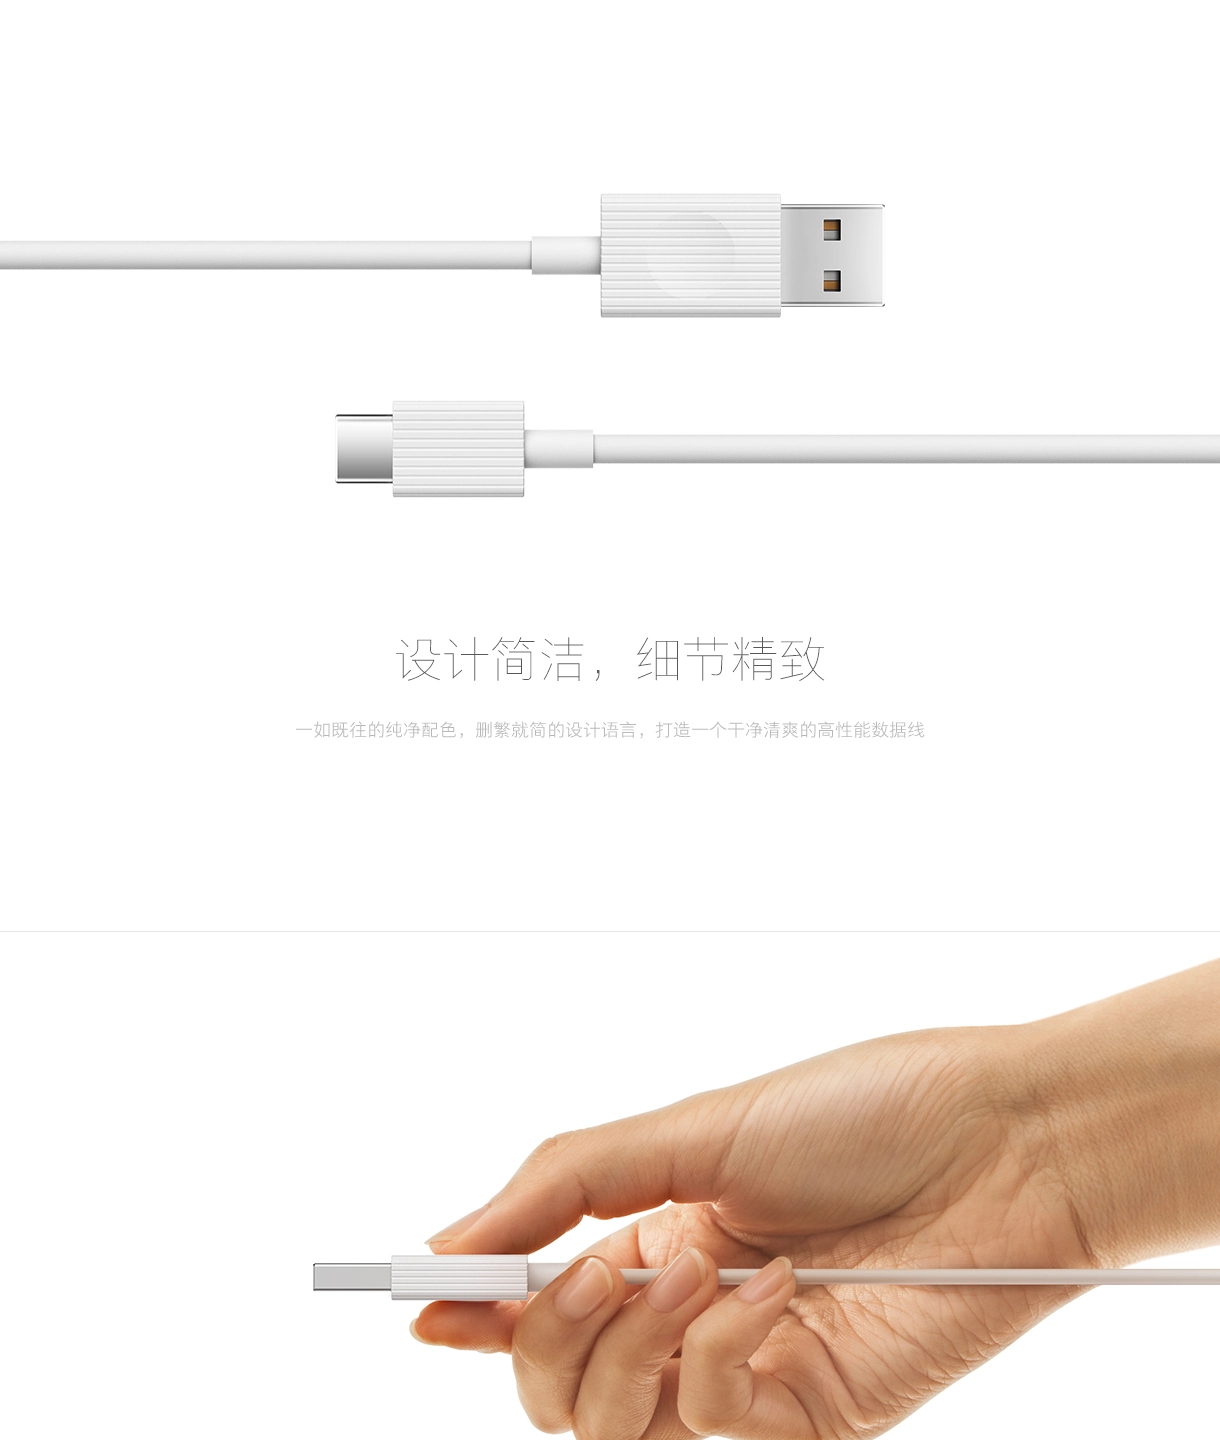 设计简洁，细节精致
一如既往的纯净配色，删繁就简的设计语言，打造一个干净清爽的高性能数据线